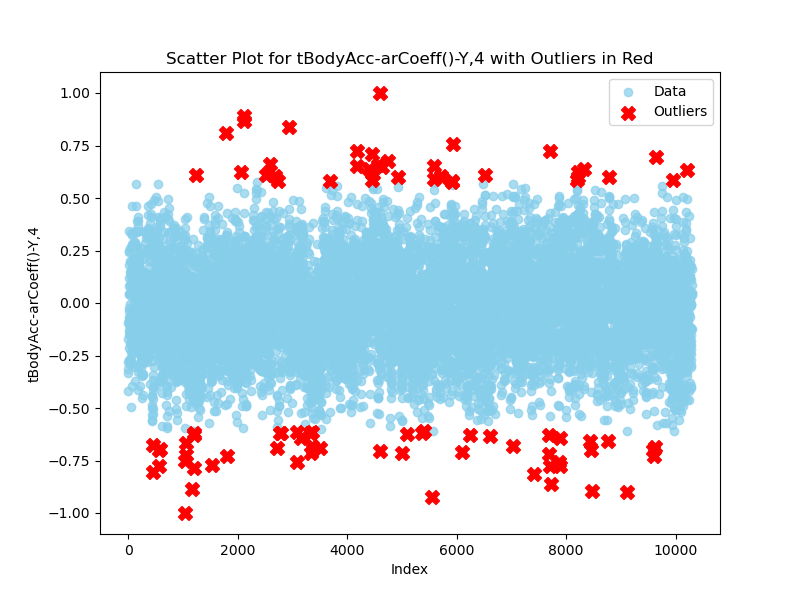 Scatter Plot for tBodyAcc-arCoeff()-Y,4 with Outliers in Red
Data
Outliers
1.00
0.75
0.50
0.25
0.00
−0.25
−0.50
−0.75
−1.00
tBodyAcc-arCoeff()-Y,4
0 2000 4000 6000 8000 10000
Index